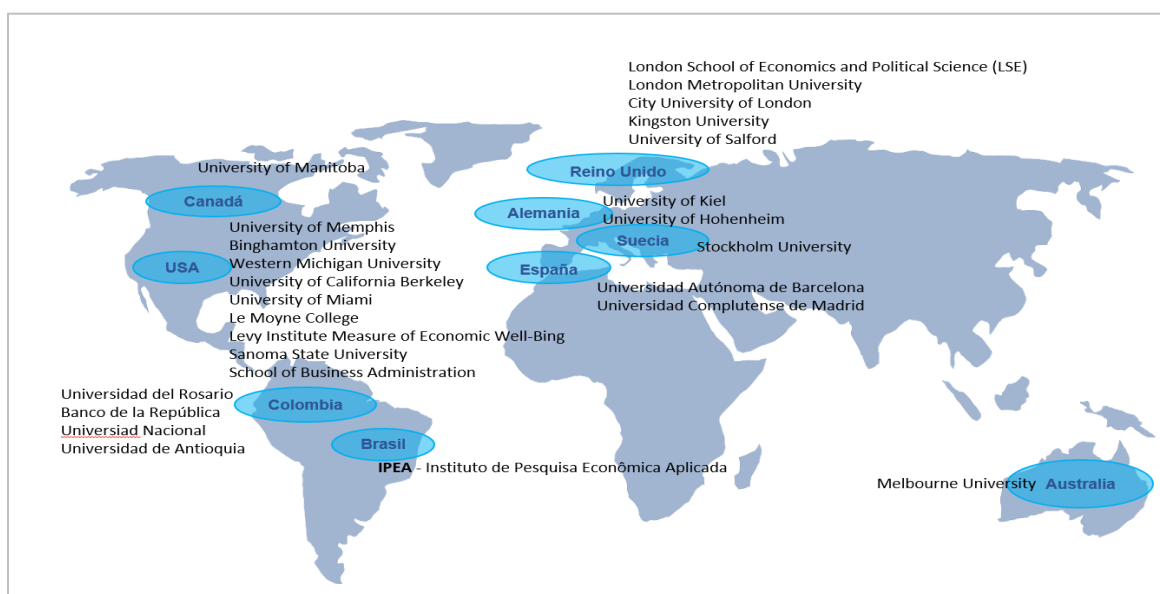 London School of Economics and Political Science (LSE)
London Metropolitan University
City University of London
Kingston University
University of Salford
Reino Unido
University of Manitoba
Canadá
University of Kiel
University of Hohenheim
Alemania
Suecia
Stockholm University
University of Memphis
Binghamton University
Western Michigan University
University of California Berkeley
University of Miami
Le Moyne College
Levy Institute Measure of Economic Well-Bing
Sanoma State University
School of Business Administration
USA
España
Universidad Autónoma de Barcelona
Universidad Complutense de Madrid
Universidad del Rosario
Banco de la República
Universiad Nacional
Universidad de Antioquia
Colombia
Brasil
IPEA - Instituto de Pesquisa Econômica Aplicada
Melbourne University
Australia